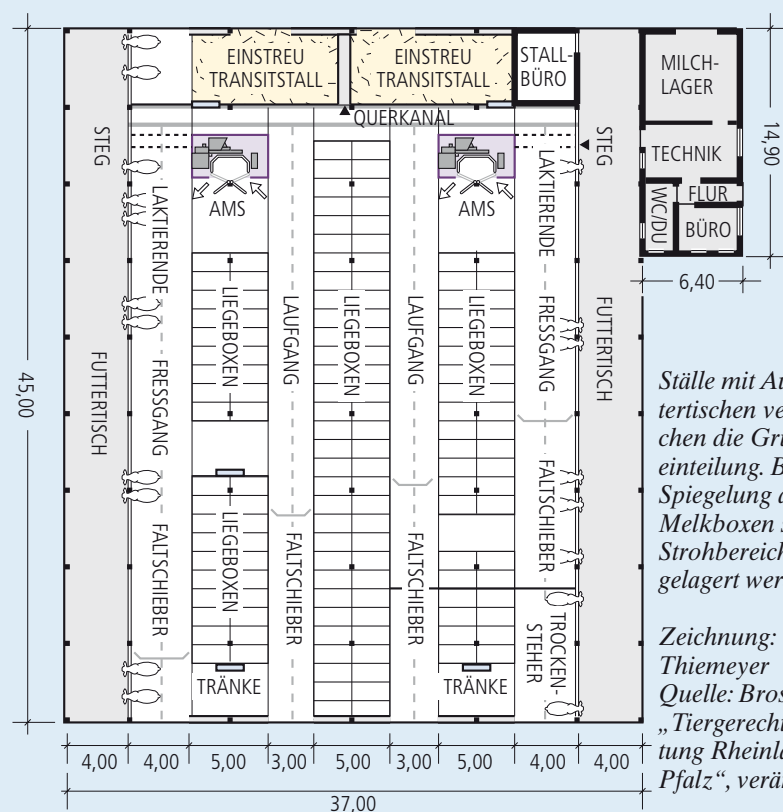 EINSTREU
TRANSITSTALL
EINSTREU
TRANSITSTALL
STALL-
BÜRO
MILCH-
LAGER
TECHNIK
FLUR
WC/DU
BÜRO
14,90
6,40
QUERKANAL
STEG
STEG
AMS
AMS
LAKTIERENDE
FRESSGANG
FALTSCHIEBER
FUTTERTISCH
LIEGEBOXEN
LIEGEBOXEN
TRÄNKE
LAUFGANG
FALTSCHIEBER
LIEGEBOXEN
LAUFGANG
FALTSCHIEBER
LIEGEBOXEN
TRÄNKE
LAKTIERENDE
FRESSGANG
FALTSCHIEBER
TROCKEN-
STEHER
FUTTERTISCH
45,00
4,00 4,00 5,00 3,00 5,00 3,00 5,00 4,00 4,00
37,00
Ställe mit Au
tertischen ve
chen die Gru
einteilung. B
Spiegelung d
Melkboxen
Strohbereich
gelagert wer
Zeichnung:
Thiemeyer
Quelle: Bros
„Tiergerecht
tung Rheinla
Pfalz“, verä